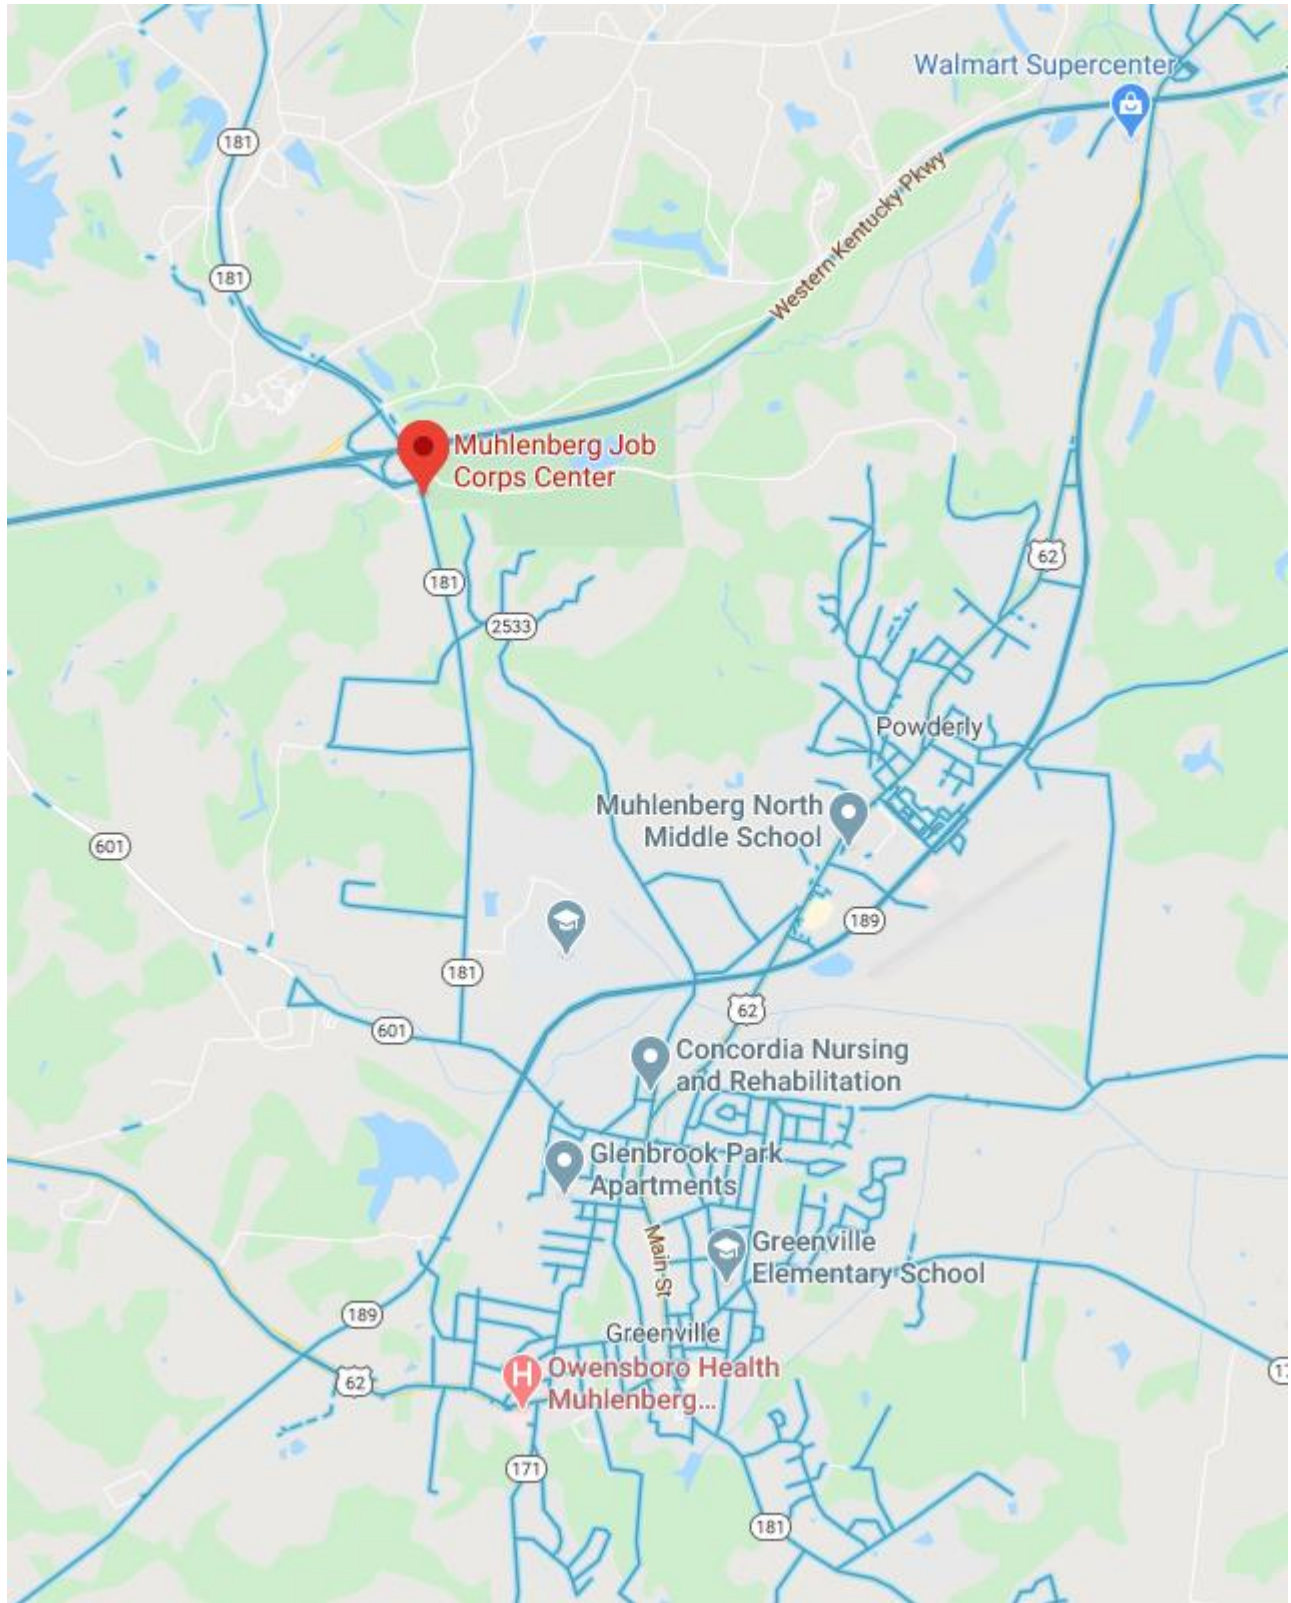 Walmart Supercenter
181
Western Kentucky Pkwy
181
Muhlenberg Job
Corps Center
62
181
2533
Powderly
Muhlenberg North
Middle School
601
189
181
62
601
Concordia Nursing
and Rehabilitation
Glenbrook Park
Apartments
Main St
Greenville
Elementary School
189
Greenville
17
62
Owensboro Health
Muhlenberg...
171
181